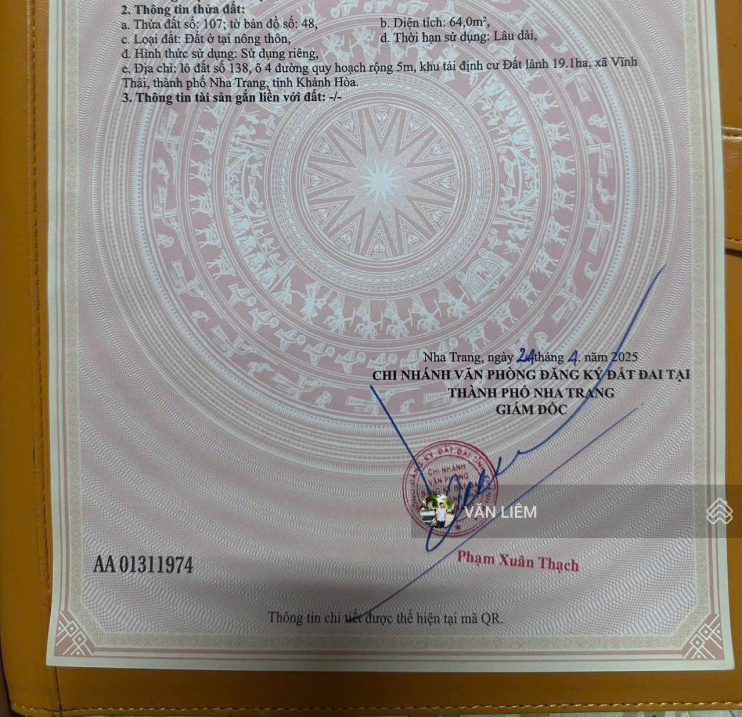 2. Thông tin thửa đất:
a. Thửa đất số: 107; tờ bản đồ số: 48, b. Diện tích: 64,0m²,
c. Loại đất: Đất ở tại nông thôn, d. Thời hạn sử dụng: Lâu dài,
đ. Hình thức sử dụng: Sử dụng riêng,
e. Địa chỉ: lô đất số 138, ô 4 đường quy hoạch rộng 5m, khu tái định cư Đất lành 19.1ha, xã Vĩnh
Thái, thành phố Nha Trang, tỉnh Khánh Hòa.
3. Thông tin tài sản gắn liền với đất: -/-
Nha Trang, ngày 24 tháng 4. năm 2025
CHI NHÁNH VĂN PHÒNG ĐĂNG KÝ ĐẤT ĐAI TẠI
THÀNH PHỐ NHA TRANG
GIÁM ĐỐC
CHI NHÁNH
VĂN PHÒNG
VĂN LIÊM
Phạm Xuân Thạch
AA 01311974
Thông tin chi tiết được thể hiện tại mã QR.